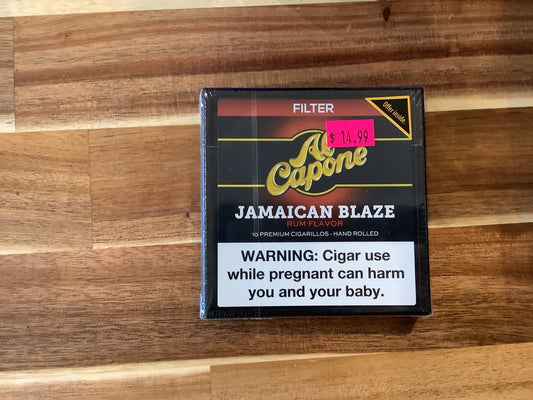 FILTER
Offer inside.
$ 14.99
Al
Capone
JAMAICAN BLAZE
RUM FLAVOR
10 PREMIUM CIGARILLOS - HAND ROLLED
WARNING: Cigar use
while pregnant can harm
you and your baby.